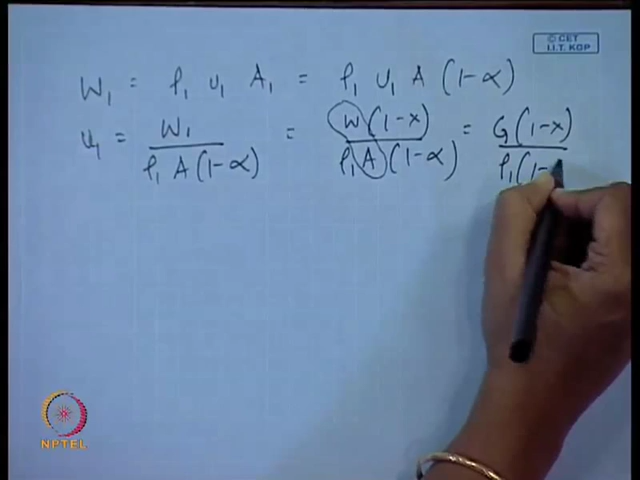 © CET
I.I.T. KGP
W₁ = ρ₁ u₁ A₁ = ρ₁ u₁ A (1-α)
u₁ = W₁ / ρ₁ A (1-α) = W (1-x) / ρ₁ A (1-α) = G (1-x) / ρ₁ (1-
NPTEL